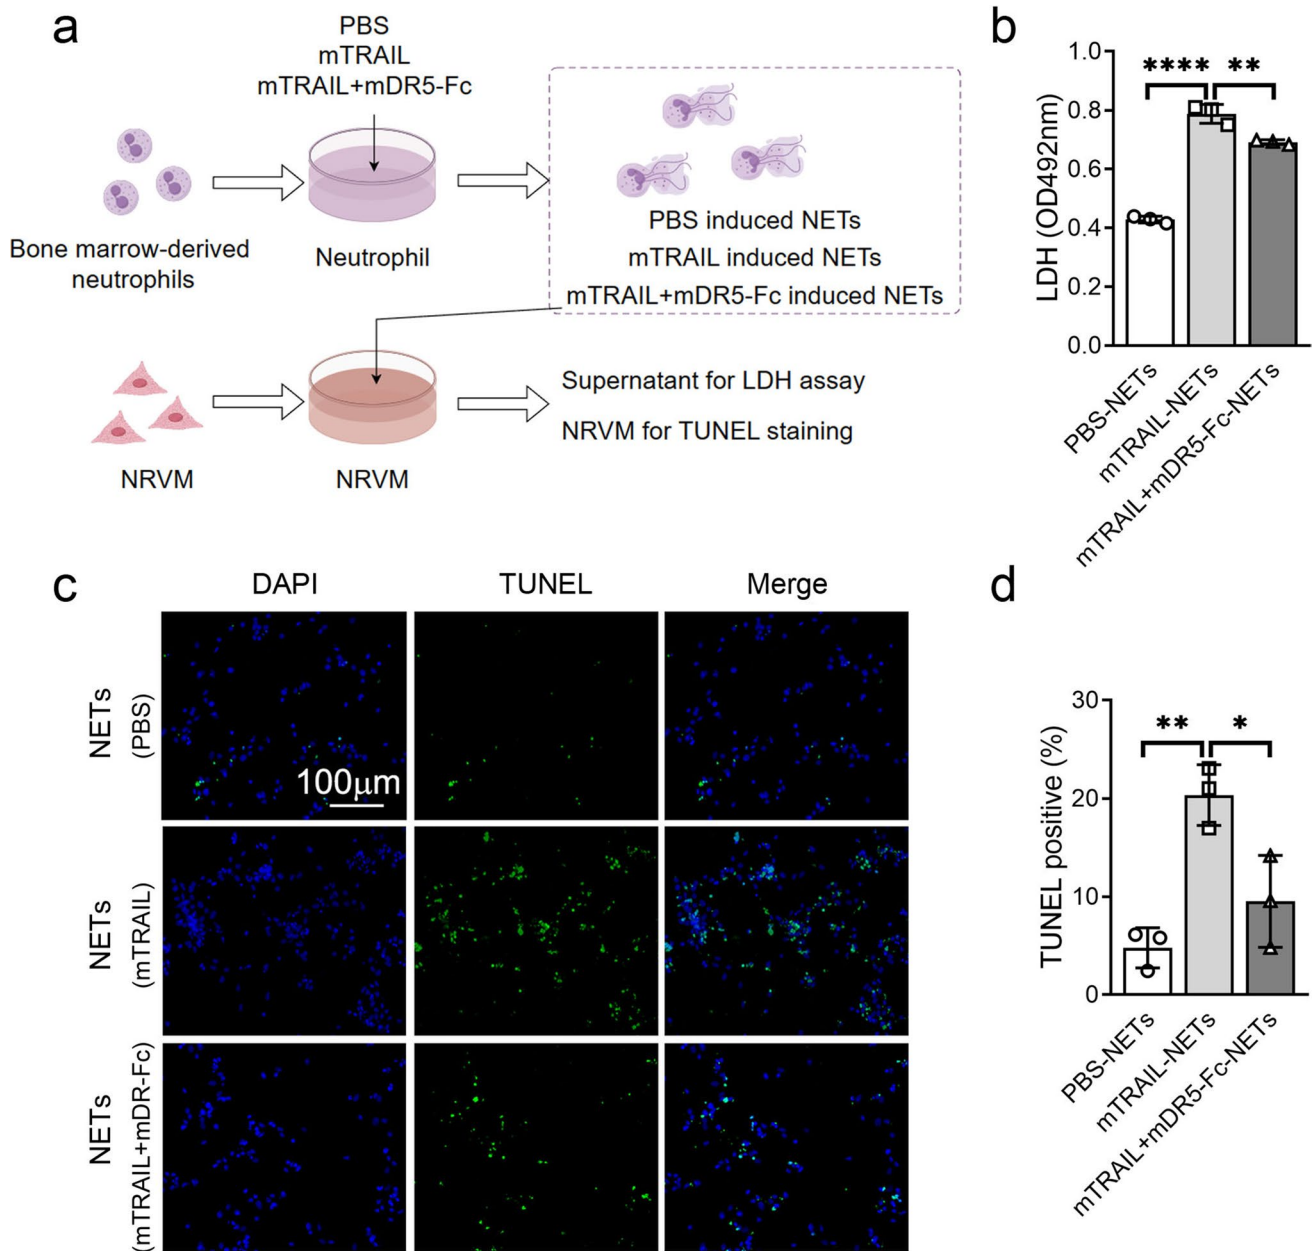 a
PBS
mTRAIL
mTRAIL+mDR5-Fc
Bone marrow-derived
neutrophils
Neutrophil
PBS induced NETs
mTRAIL induced NETs
mTRAIL+mDR5-Fc induced NETs
NRVM
NRVM
Supernatant for LDH assay
NRVM for TUNEL staining
b
LDH (OD492nm)
1.0
0.8
0.6
0.4
0.2
0.0
**** **
PBS-NETs
mTRAIL-NETs
mTRAIL+mDR5-Fc-NETs
c
DAPI TUNEL Merge
NETs
(PBS)
100μm
NETs
(mTRAIL)
NETs
(mTRAIL+mDR-Fc)
d
TUNEL positive (%)
30
20
10
0
** *
PBS-NETs
mTRAIL-NETs
mTRAIL+mDR5-Fc-NETs